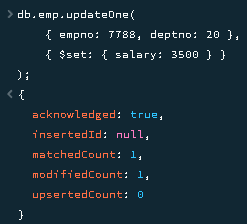 > db.emp.updateOne(
{ empno: 7788, deptno: 20 },
{ $set: { salary: 3500 } }
);
< {
acknowledged: true,
insertedId: null,
matchedCount: 1,
modifiedCount: 1,
upsertedCount: 0
}